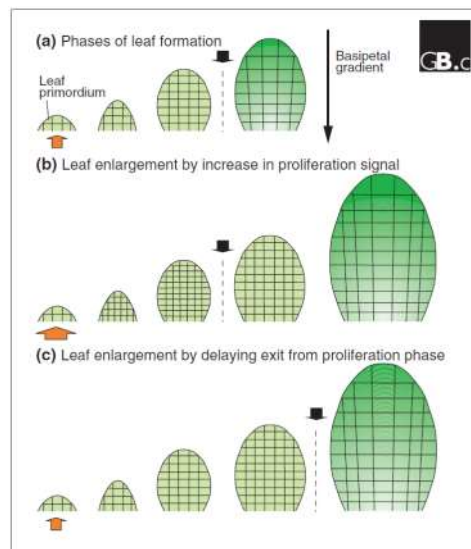 (a) Phases of leaf formation
Leaf
primordium
Basipetal
gradient
GB.c
(b) Leaf enlargement by increase in proliferation signal
(c) Leaf enlargement by delaying exit from proliferation phase